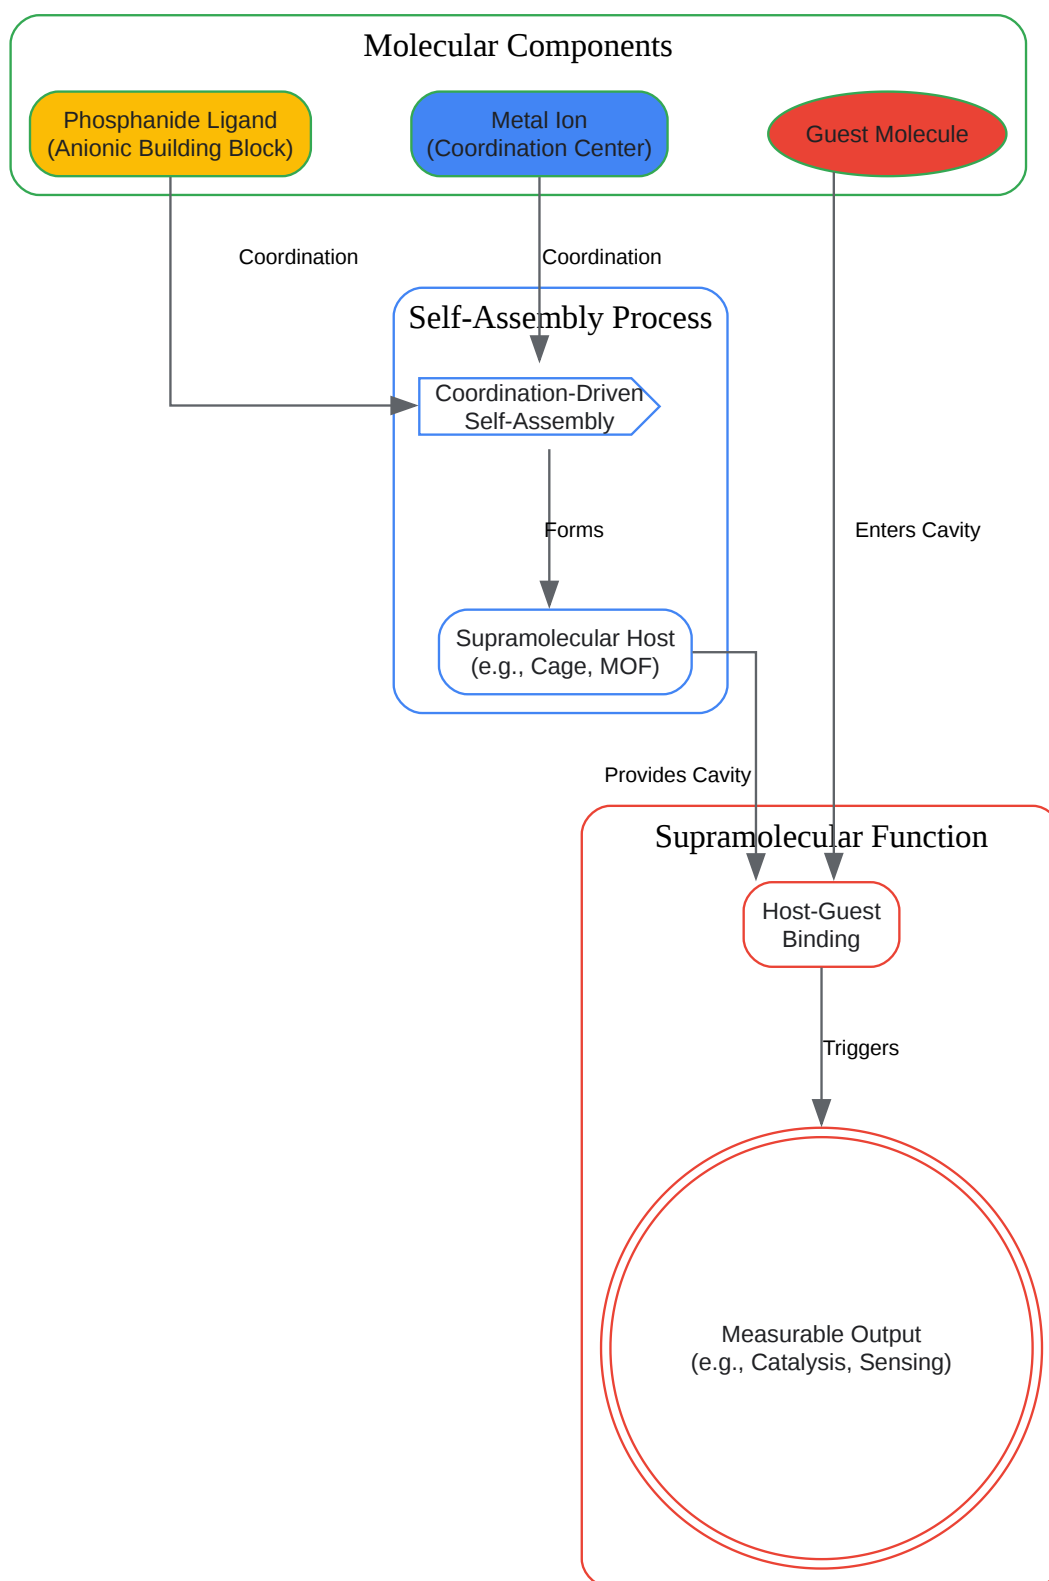 Molecular Components
Phosphanide Ligand
(Anionic Building Block)
Metal Ion
(Coordination Center)
Guest Molecule
Coordination
Coordination
Self-Assembly Process
Coordination-Driven
Self-Assembly
Forms
Enters Cavity
Supramolecular Host
(e.g., Cage, MOF)
Provides Cavity
Supramolecular Function
Host-Guest
Binding
Triggers
Measurable Output
(e.g., Catalysis, Sensing)